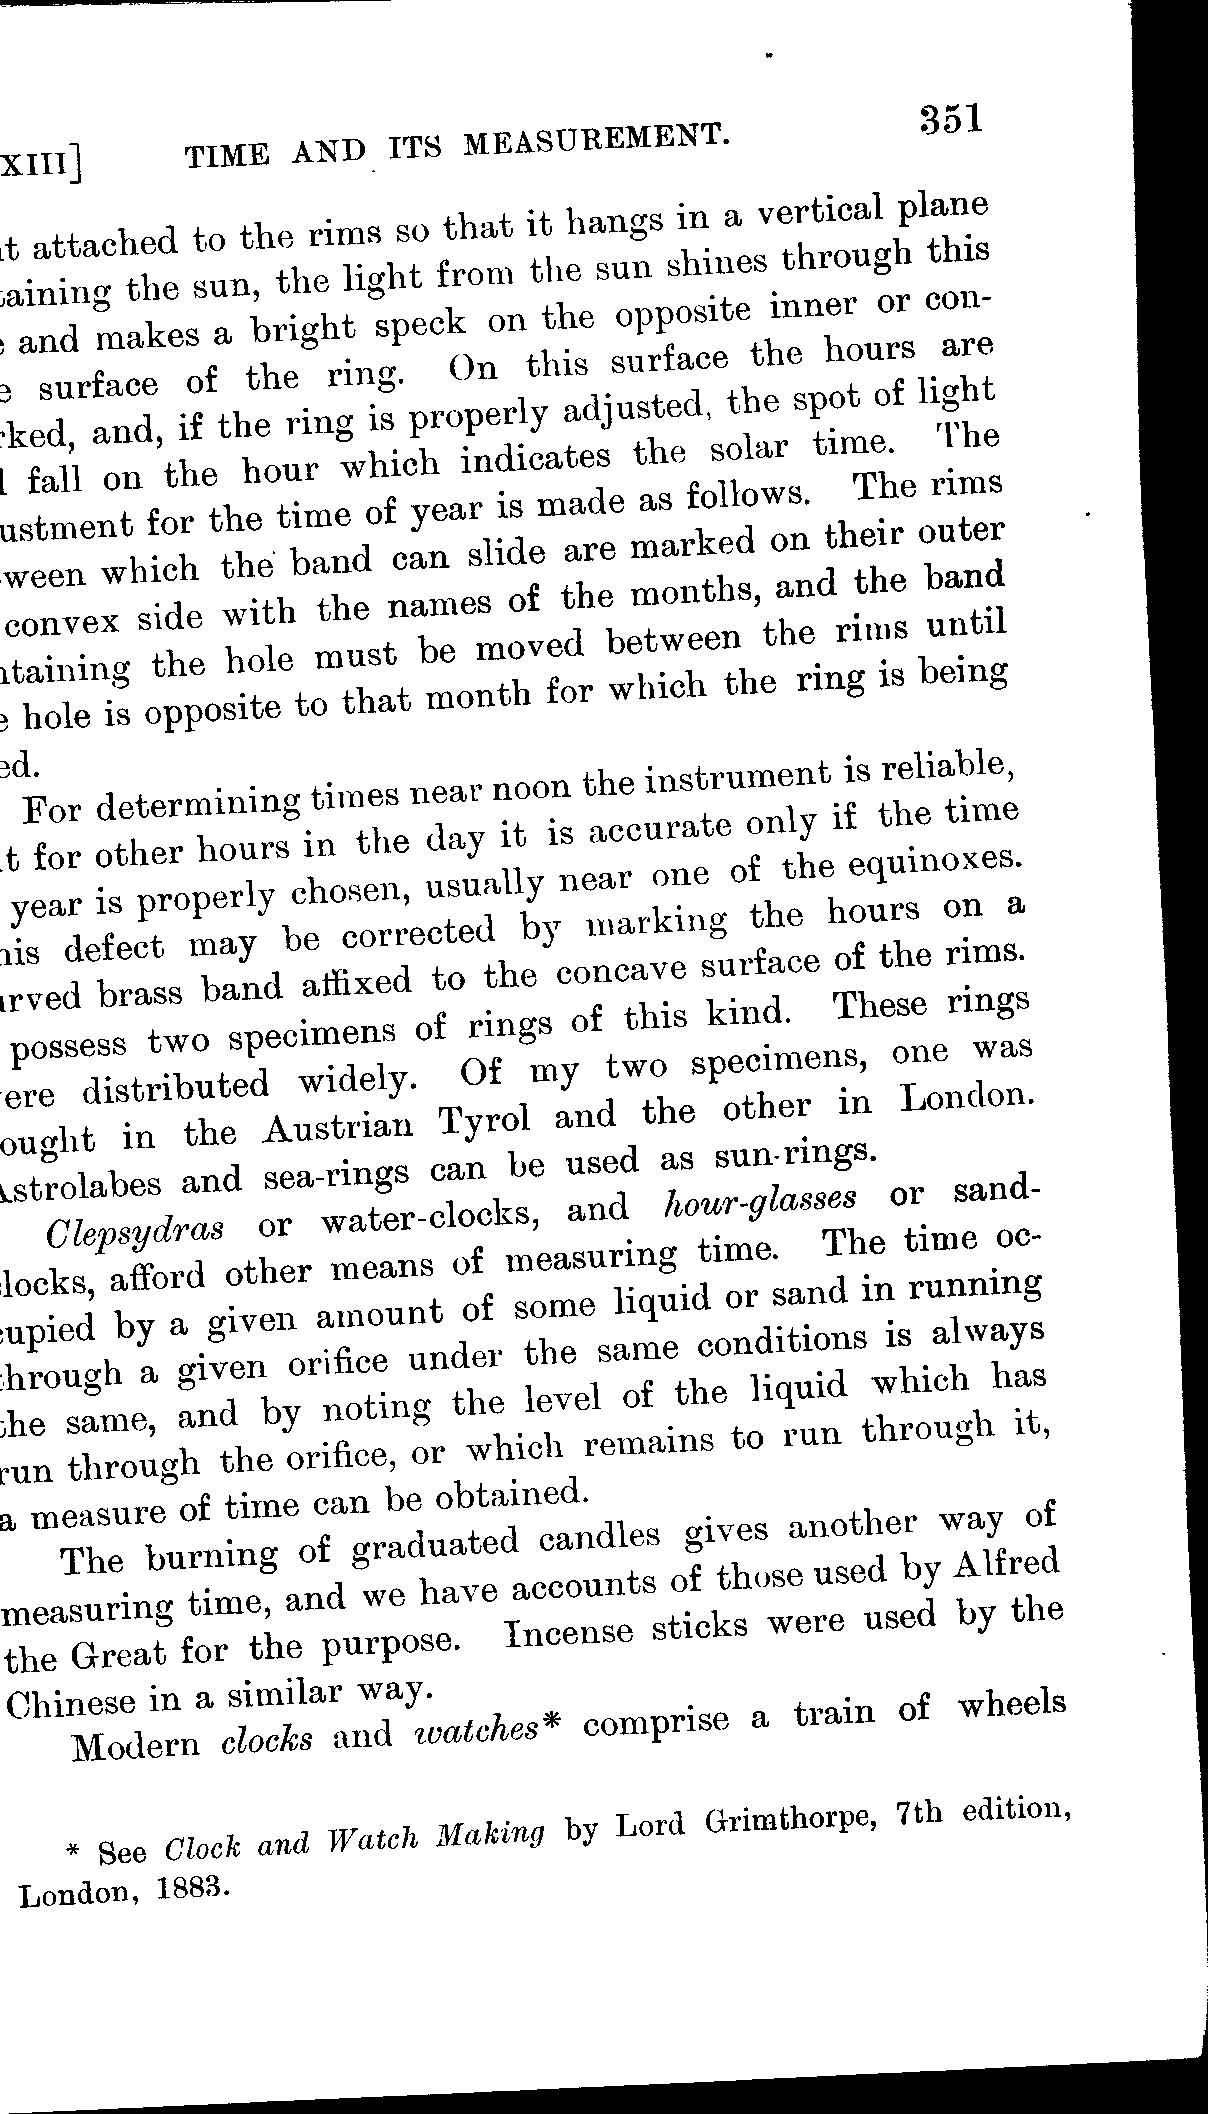 XIII] TIME AND ITS MEASUREMENT. 351
attached to the rims so that it hangs in a vertical plane
the sun, the light from the sun shines through this
and makes a bright speck on the opposite inner or con-
surface of the ring. On this surface the hours are
and, if the ring is properly adjusted, the spot of light
fall on the hour which indicates the solar time. The
for the time of year is made as follows. The rims
which the band can slide are marked on their outer
convex side with the names of the months, and the band
the hole must be moved between the rims until
hole is opposite to that month for which the ring is being
For determining times near noon the instrument is reliable,
for other hours in the day it is accurate only if the time
year is properly chosen, usually near one of the equinoxes.
defect may be corrected by marking the hours on a
brass band affixed to the concave surface of the rims.
possess two specimens of rings of this kind. These rings
distributed widely. Of my two specimens, one was
in the Austrian Tyrol and the other in London.
Astrolabes and sea-rings can be used as sun-rings.
Clepsydras or water-clocks, and hour-glasses or sand-
clocks, afford other means of measuring time. The time oc-
cupied by a given amount of some liquid or sand in running
through a given orifice under the same conditions is always
the same, and by noting the level of the liquid which has
run through the orifice, or which remains to run through it,
a measure of time can be obtained.
The burning of graduated candles gives another way of
measuring time, and we have accounts of those used by Alfred
the Great for the purpose. Incense sticks were used by the
Chinese in a similar way.
Modern clocks and watches* comprise a train of wheels
* See Clock and Watch Making by Lord Grimthorpe, 7th edition,
London, 1883.